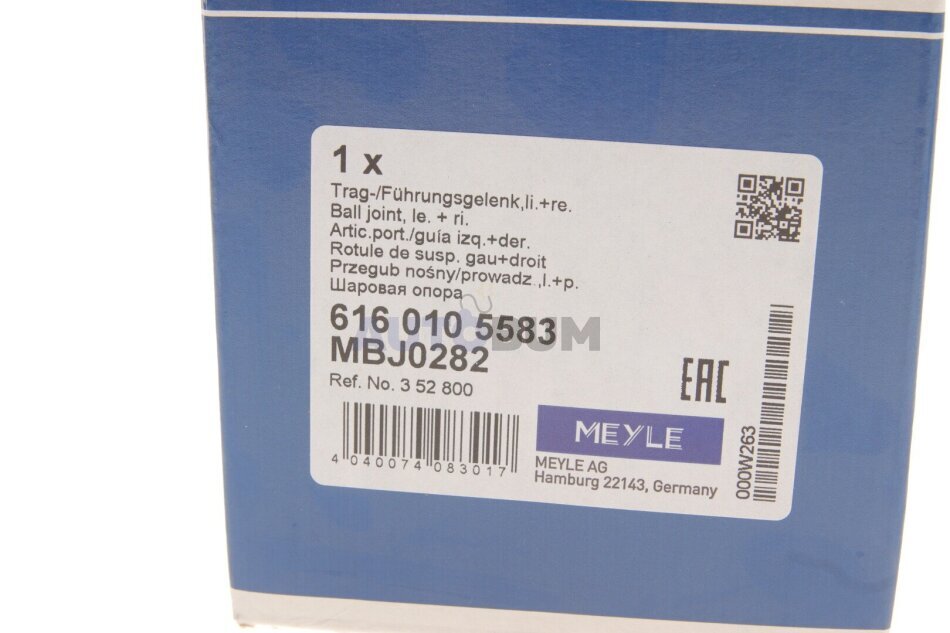 1 x
Trag-/Führungsgelenk,li.+re.
Ball joint, le. + ri.
Artic.port./guía izq.+der.
Rotule de susp. gau+droit
Przegub nośny/prowadz.,l.+p.
Шаровая опора
616 010 5583
MBJ0282
Ref. No. 3 52 800
4 040074 083017
EAC
MEYLE
MEYLE AG
Hamburg 22143, Germany
000W263
AUTOBUM